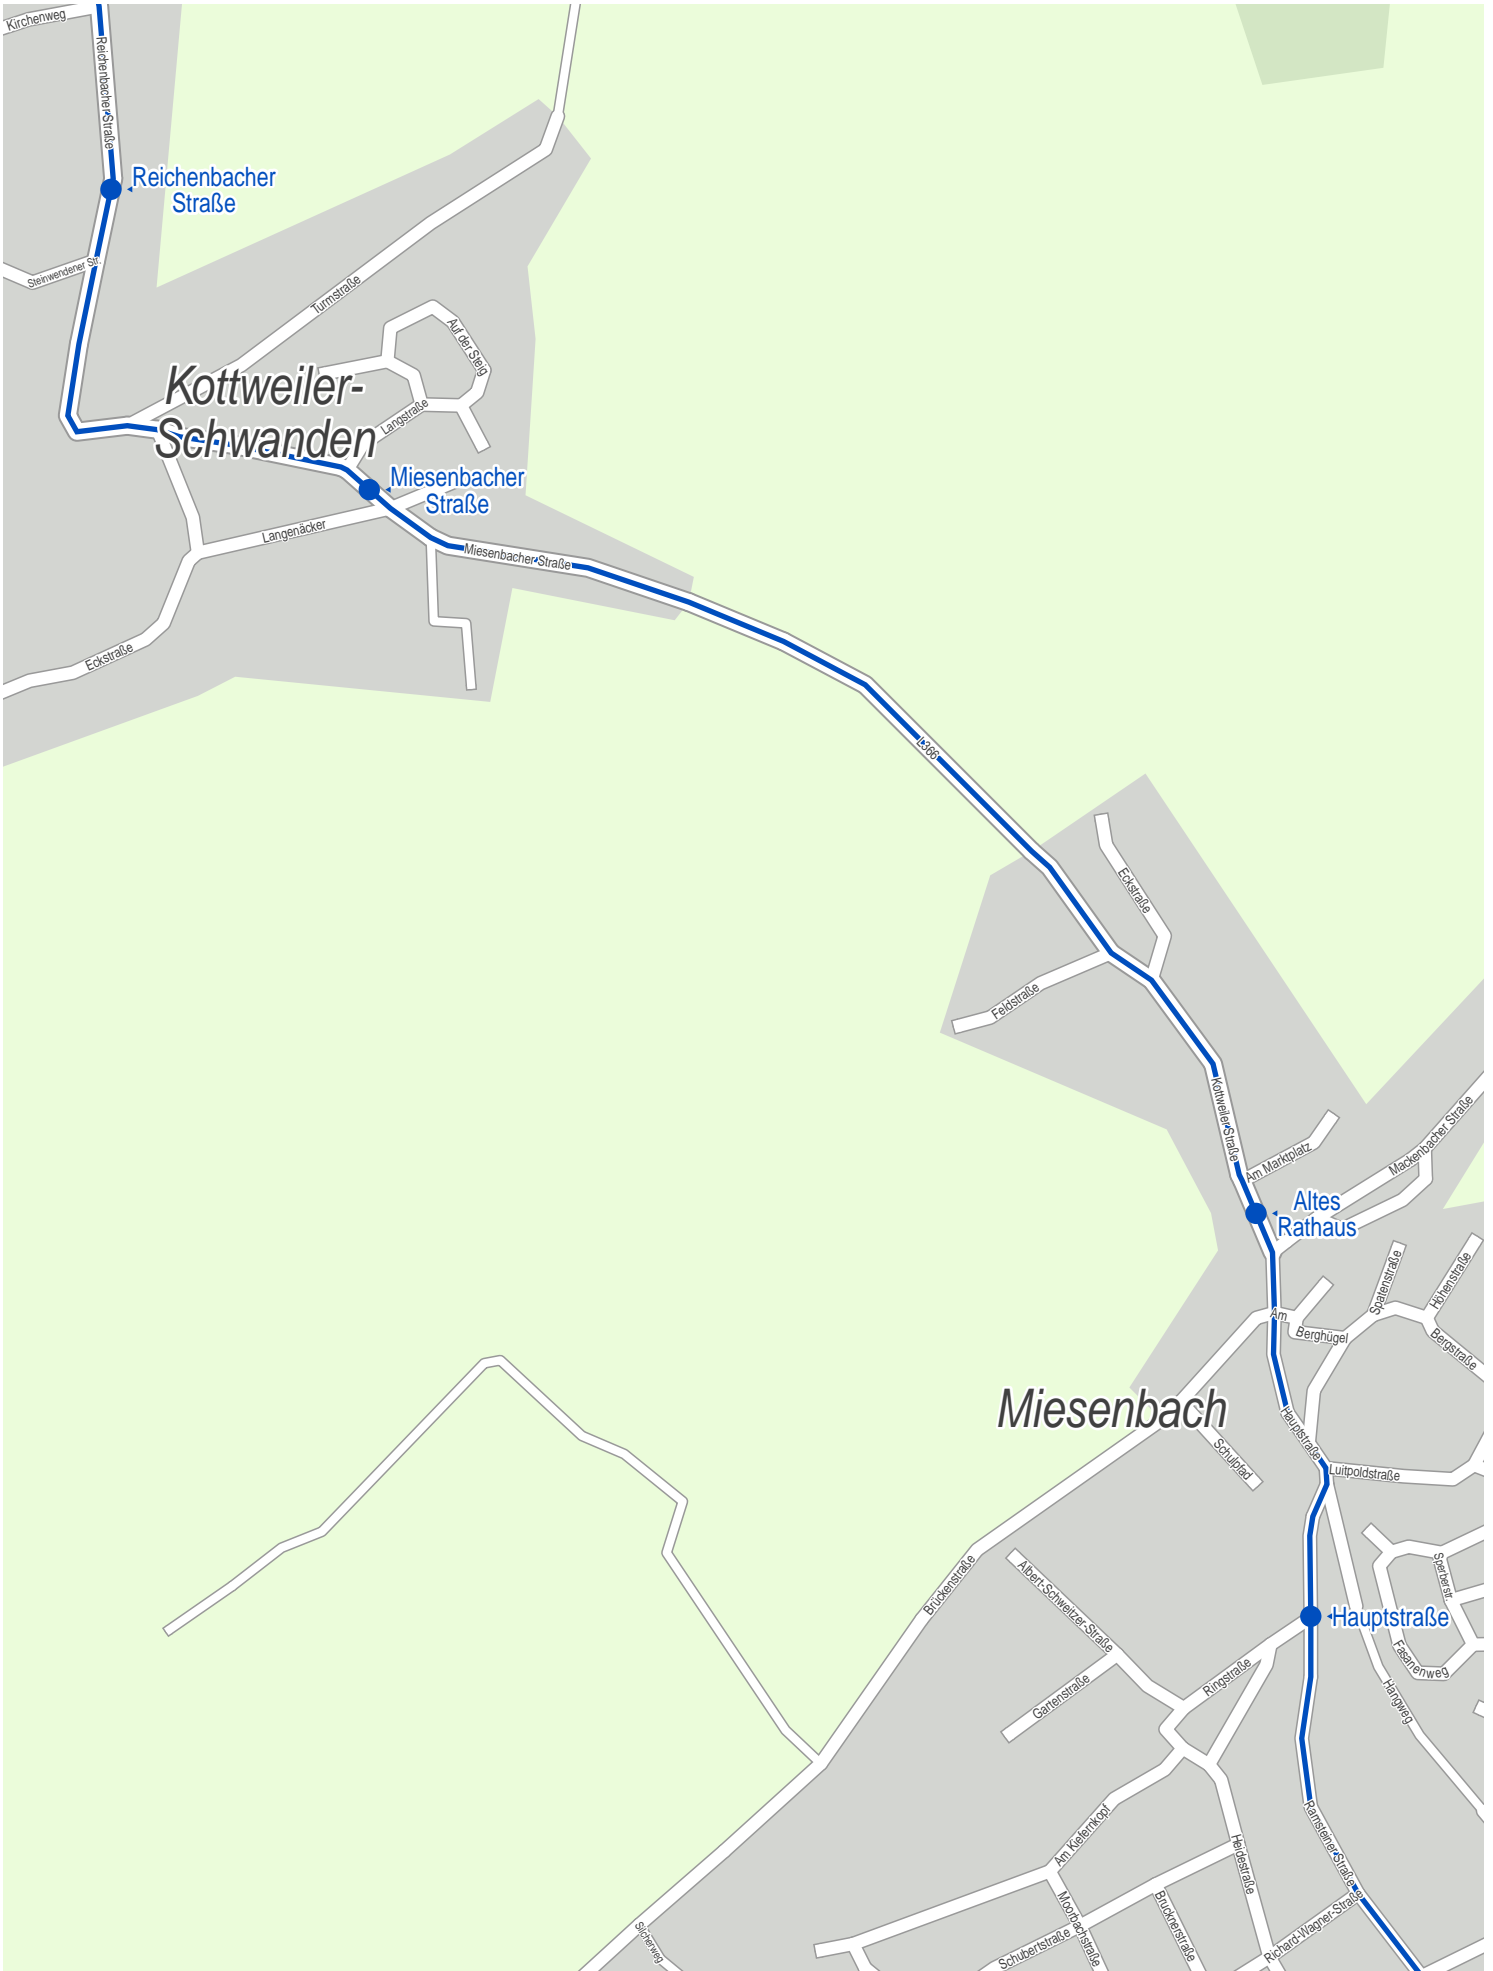 Kirchenweg
Reichenbacher Straße
Reichenbacher
Straße
Steinwendener Str.
Turmstraße
Auf der Steig
Kottweiler-
Schwanden
Langstraße
Miesenbacher
Straße
Langenäcker
Miesenbacher Straße
Eckstraße
L366
Eckstraße
Feldstraße
Kottweiler Straße
Am Marktplatz
Mackenbacher Straße
Altes
Rathaus
Spatenstraße
Höhenstraße
Am
Berghügel
Bergstraße
Miesenbach
Hauptstraße
Schulpfad
Luitpoldstraße
Brückenstraße
Albert-Schweitzer-Straße
Sperberstr.
Hauptstraße
Fasanenweg
Ringstraße
Gartenstraße
Hangweg
Am Kiefernkopf
Ramsteiner Straße
Heidestraße
Moorbachstraße
Brucknerstraße
Richard-Wagner-Straße
Schubertstraße
Silcherweg